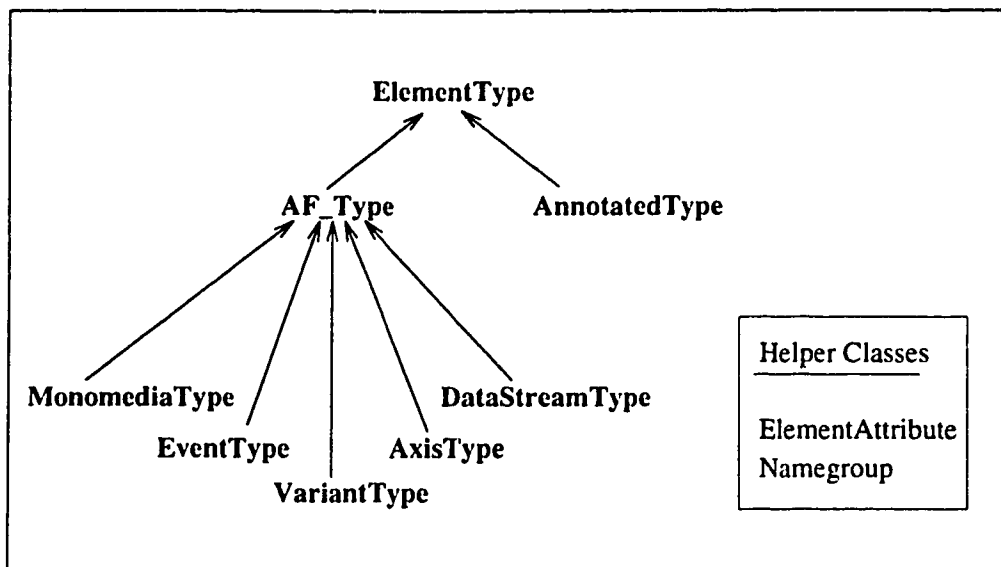 ElementType
AF_Type
AnnotatedType
Helper Classes
MonomediaType
DataStreamType
ElementAttribute
EventType
AxisType
Namegroup
VariantType